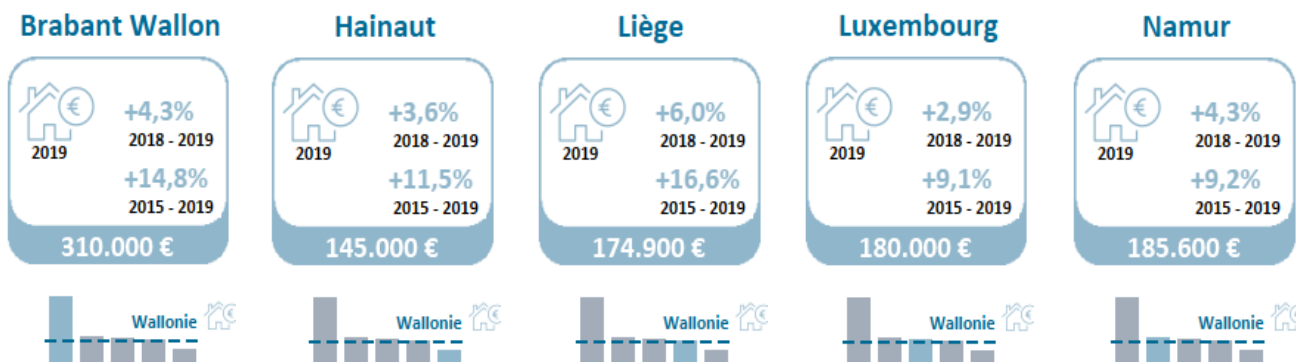 Brabant Wallon
€
2019
+4,3%
2018 - 2019
+14,8%
2015 - 2019
310.000 €
Wallonie
€
Hainaut
€
2019
+3,6%
2018 - 2019
+11,5%
2015 - 2019
145.000 €
Wallonie
€
Liège
€
2019
+6,0%
2018 - 2019
+16,6%
2015 - 2019
174.900 €
Wallonie
€
Luxembourg
€
2019
+2,9%
2018 - 2019
+9,1%
2015 - 2019
180.000 €
Wallonie
€
Namur
€
2019
+4,3%
2018 - 2019
+9,2%
2015 - 2019
185.600 €
Wallonie
€